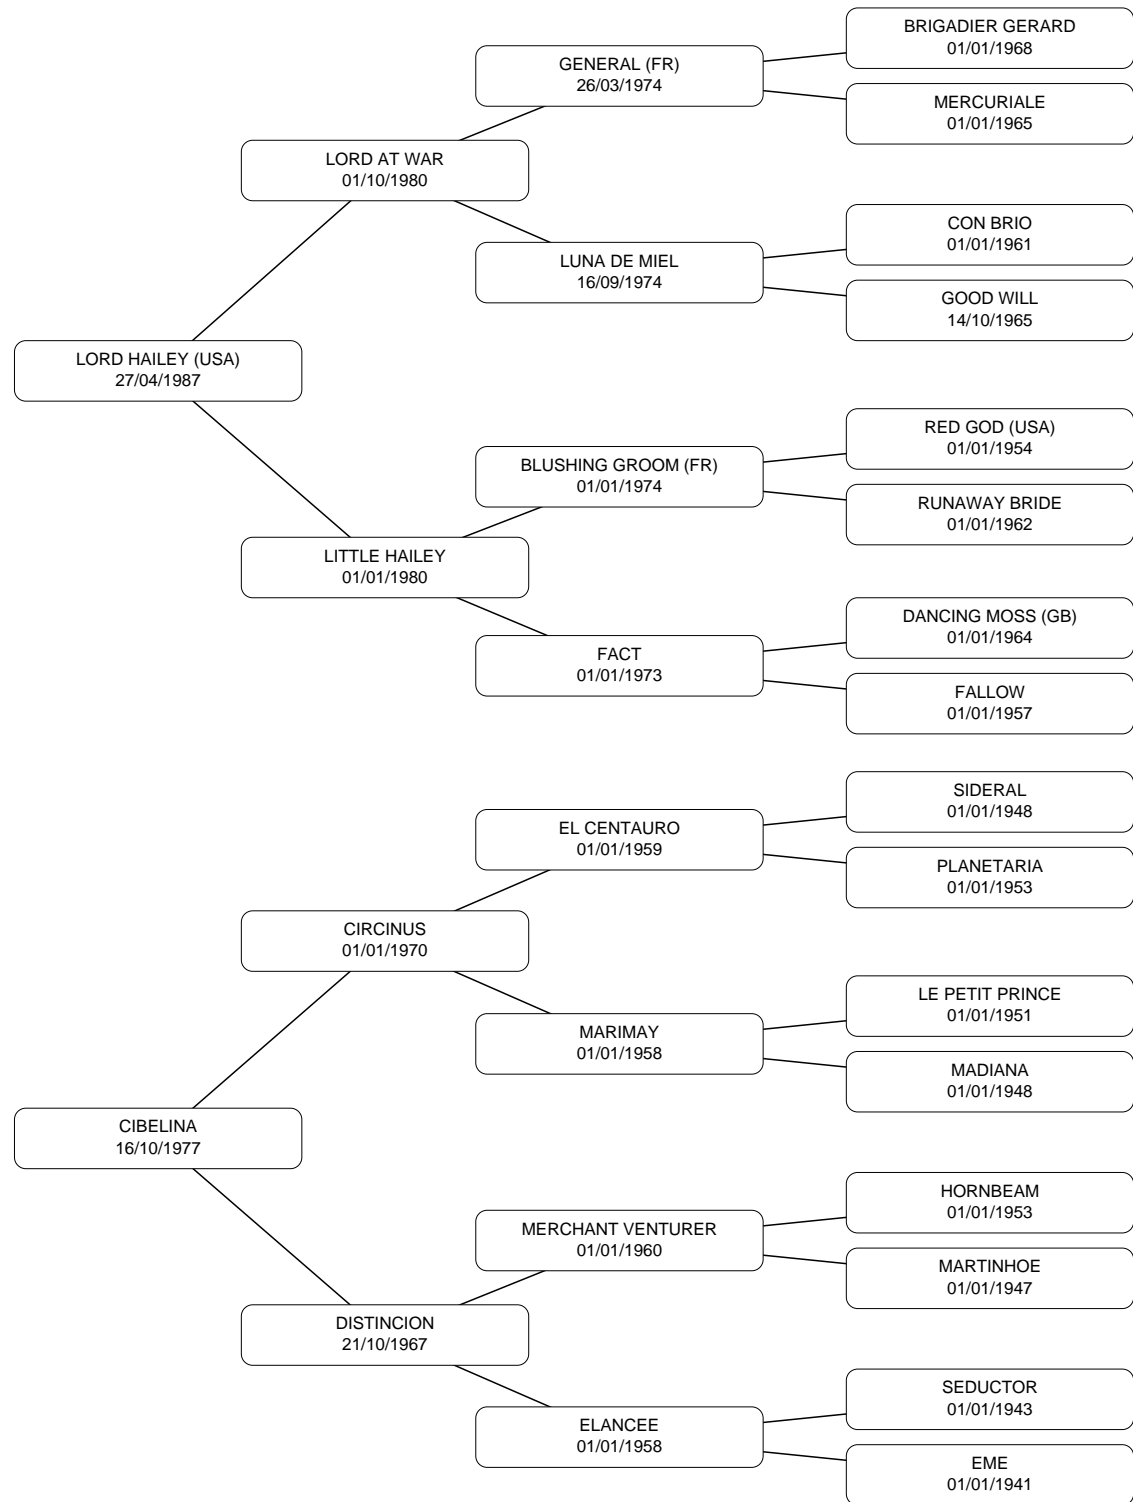 BRIGADIER GERARD
01/01/1968
GENERAL (FR)
26/03/1974
MERCURIALE
01/01/1965
LORD AT WAR
01/10/1980
CON BRIO
01/01/1961
LUNA DE MIEL
16/09/1974
GOOD WILL
14/10/1965
LORD HAILEY (USA)
27/04/1987
RED GOD (USA)
01/01/1954
BLUSHING GROOM (FR)
01/01/1974
RUNAWAY BRIDE
01/01/1962
LITTLE HAILEY
01/01/1980
DANCING MOSS (GB)
01/01/1964
FACT
01/01/1973
FALLOW
01/01/1957
SIDERAL
01/01/1948
EL CENTAURO
01/01/1959
PLANETARIA
01/01/1953
CIRCINUS
01/01/1970
LE PETIT PRINCE
01/01/1951
MARIMAY
01/01/1958
MADIANA
01/01/1948
CIBELINA
16/10/1977
HORNBEAM
01/01/1953
MERCHANT VENTURER
01/01/1960
MARTINHOE
01/01/1947
DISTINCION
21/10/1967
SEDUCTOR
01/01/1943
ELANCEE
01/01/1958
EME
01/01/1941